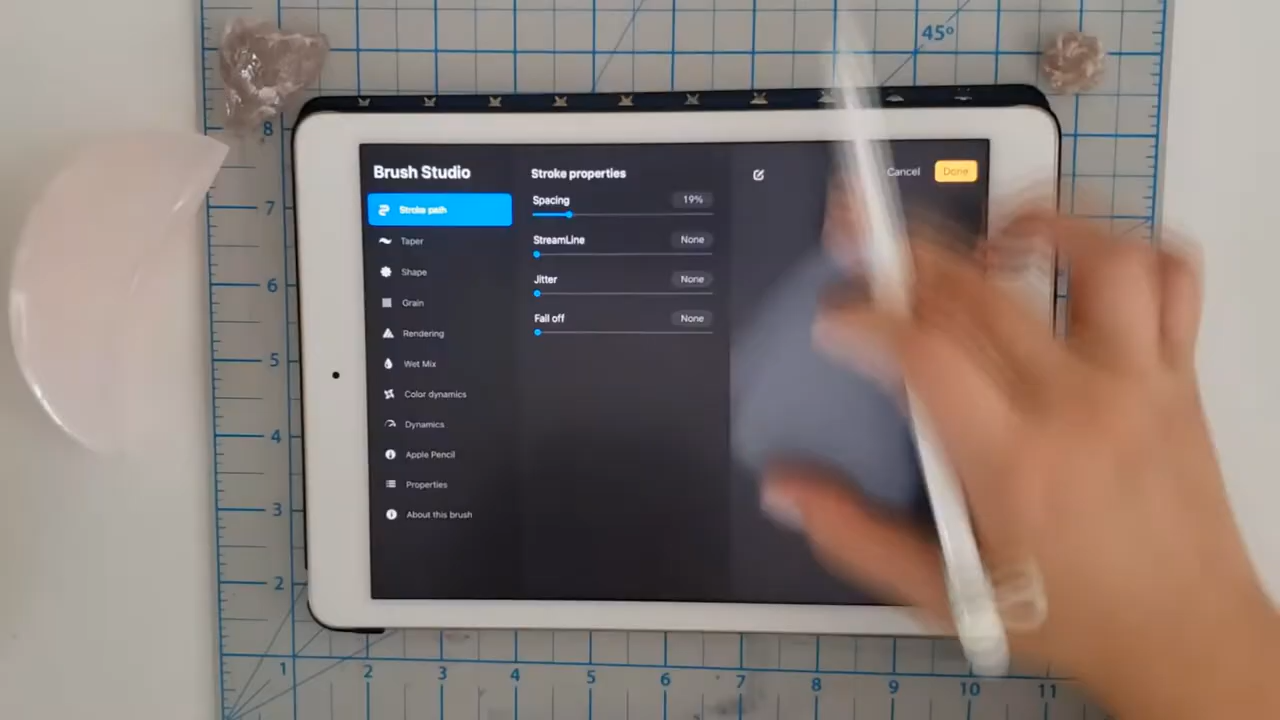 45°
Brush Studio
Stroke path
Taper
Shape
Grain
Rendering
Wet Mix
Color dynamics
Dynamics
Apple Pencil
Properties
About this brush
Stroke properties
Spacing 19%
StreamLine None
Jitter None
Fall off None
Cancel Done
8
7
6
5
4
3
2
1 2 3 4 5 6 7 8 9 10 11